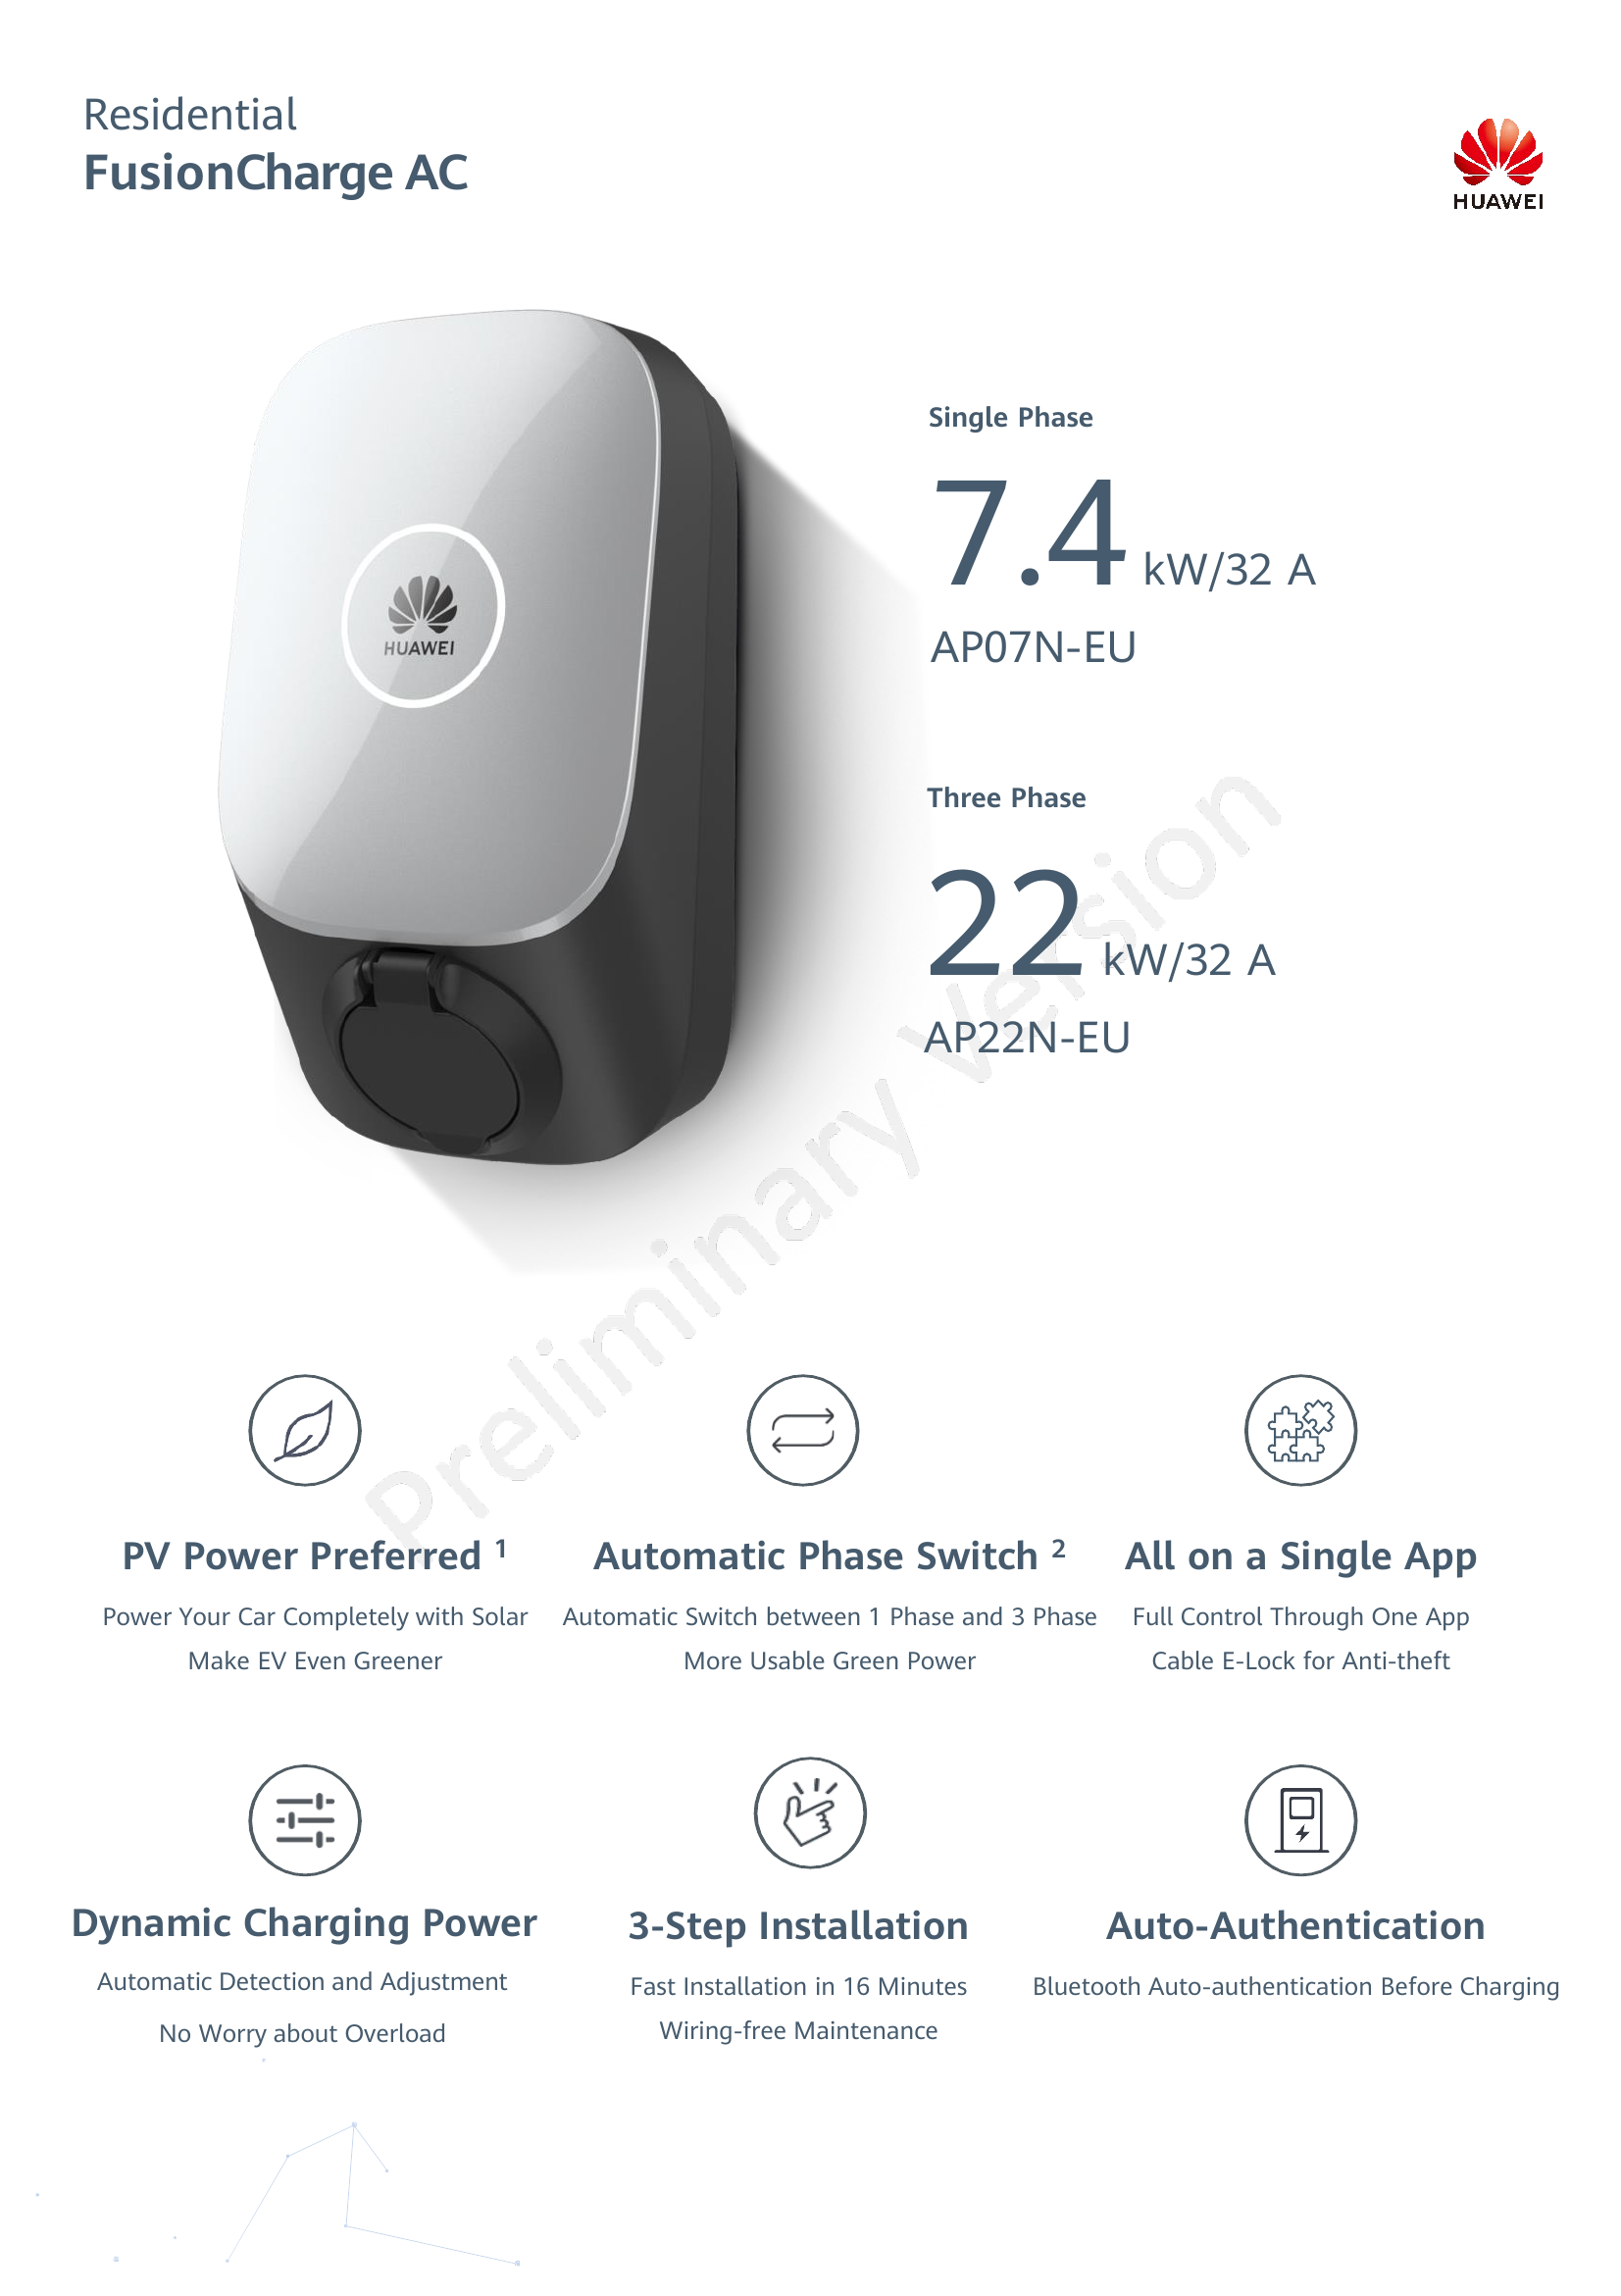 Residential
FusionCharge AC
HUAWEI
HUAWEI
Single Phase
7.4 kW/32 A
AP07N-EU
Three Phase
22 kW/32 A
AP22N-EU
Preliminary Version
PV Power Preferred ¹
Power Your Car Completely with Solar
Make EV Even Greener
Automatic Phase Switch ²
Automatic Switch between 1 Phase and 3 Phase
More Usable Green Power
All on a Single App
Full Control Through One App
Cable E-Lock for Anti-theft
Dynamic Charging Power
Automatic Detection and Adjustment
No Worry about Overload
3-Step Installation
Fast Installation in 16 Minutes
Wiring-free Maintenance
Auto-Authentication
Bluetooth Auto-authentication Before Charging